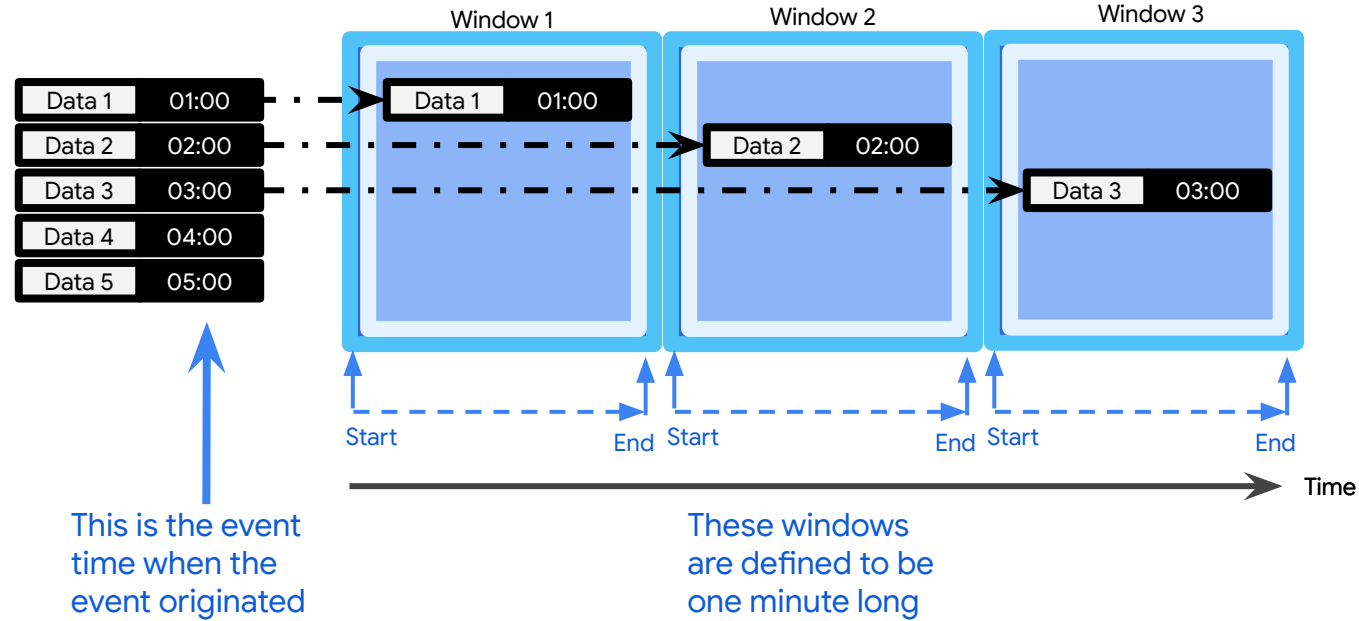 Window 1
Window 2
Window 3
Data 1 01:00
Data 2 02:00
Data 3 03:00
Data 4 04:00
Data 5 05:00
Data 1 01:00
Data 2 02:00
Data 3 03:00
Start
End
Start
End
Start
End
Time
This is the event
time when the
event originated
These windows
are defined to be
one minute long